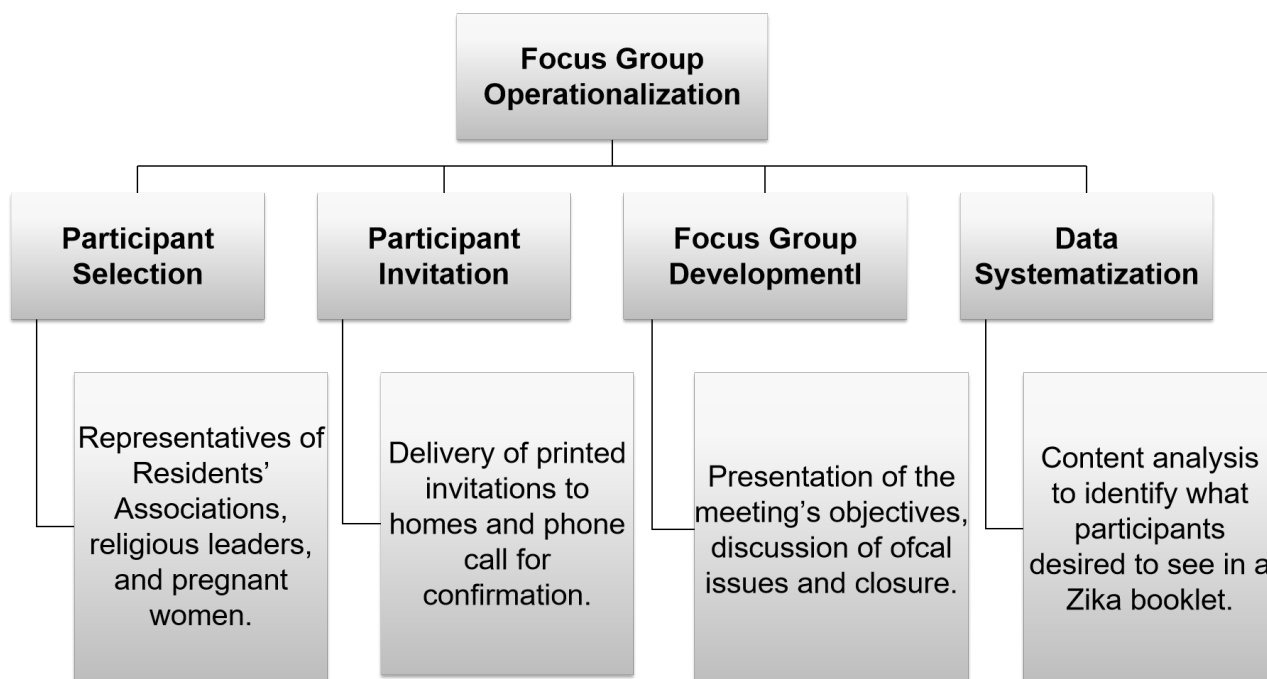 Focus Group
Operationalization
Participant
Selection
Participant
Invitation
Focus Group
Developmentl
Data
Systematization
Representatives of
Residents’
Associations,
religious leaders,
and pregnant
women.
Delivery of printed
invitations to
homes and phone
call for
confirmation.
Presentation of the
meeting’s objectives,
discussion of ofcal
issues and closure.
Content analysis
to identify what
participants
desired to see in a
Zika booklet.